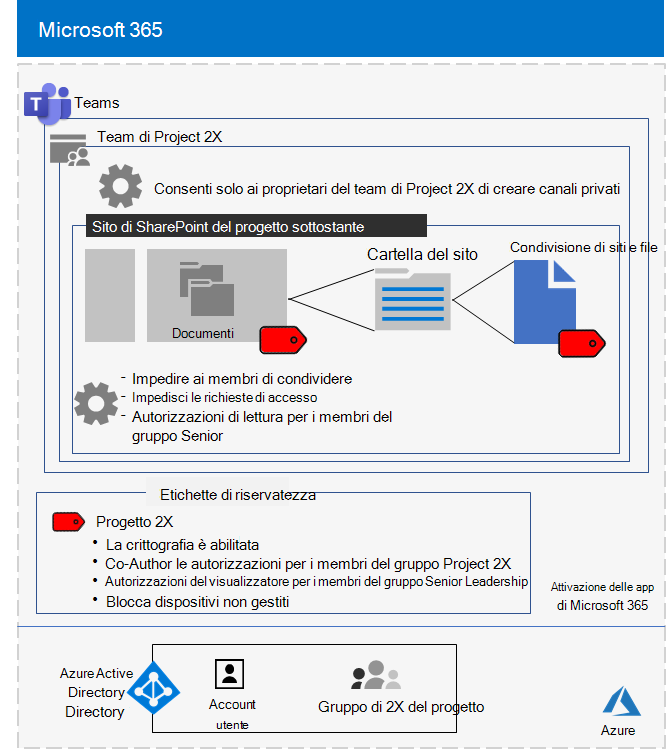 Microsoft 365
T
Teams
Team di Project 2X
Consenti solo ai proprietari del team di Project 2X di creare canali privati
Sito di SharePoint del progetto sottostante
Cartella del sito
Condivisione di siti e file
Documenti
- Impedire ai membri di condividere
- Impedisci le richieste di accesso
- Autorizzazioni di lettura per i membri del
gruppo Senior
Etichette di riservatezza
Progetto 2X
• La crittografia è abilitata
• Co-Author le autorizzazioni per i membri del gruppo Project 2X
• Autorizzazioni del visualizzatore per i membri del gruppo Senior Leadership
• Blocca dispositivi non gestiti
Attivazione delle app
di Microsoft 365
Azure Active
Directory
Directory
Account
utente
Gruppo di 2X del progetto
Azure